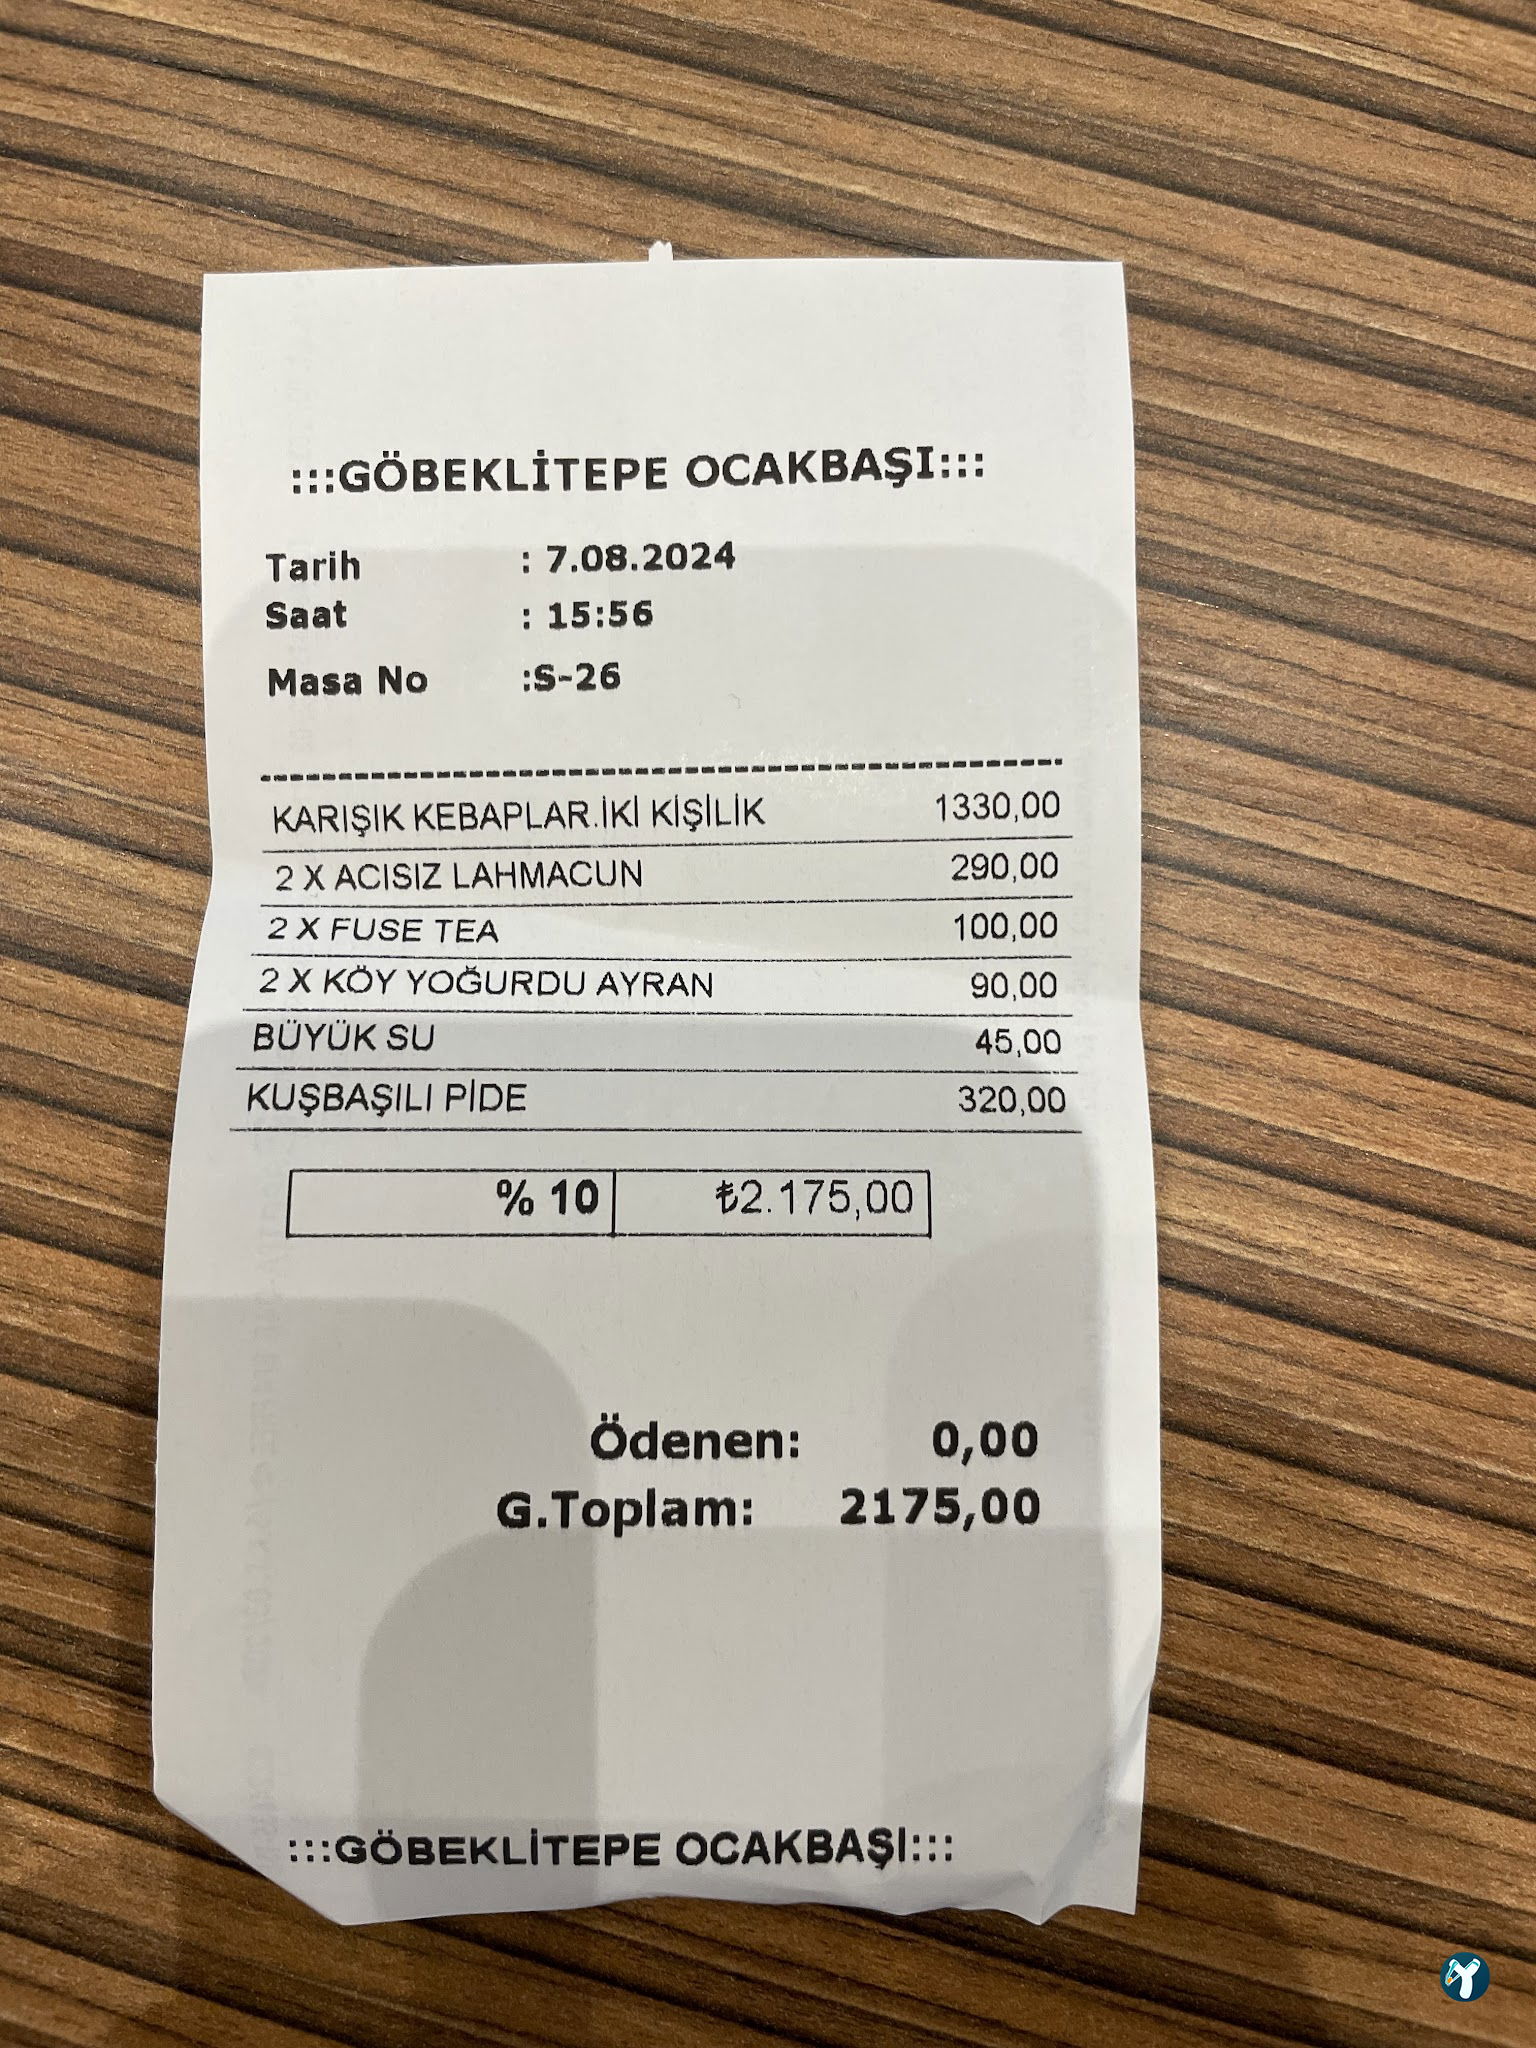 :::GÖBEKLİTEPE OCAKBAŞI:::
Tarih : 7.08.2024
Saat : 15:56
Masa No :S-26
KARIŞIK KEBAPLAR.İKİ KİŞİLİK 1330,00
2 X ACISIZ LAHMACUN 290,00
2 X FUSE TEA 100,00
2 X KÖY YOĞURDU AYRAN 90,00
BÜYÜK SU 45,00
KUŞBAŞILI PİDE 320,00
% 10 ₺2.175,00
Ödenen: 0,00
G.Toplam: 2175,00
:::GÖBEKLİTEPE OCAKBAŞI:::